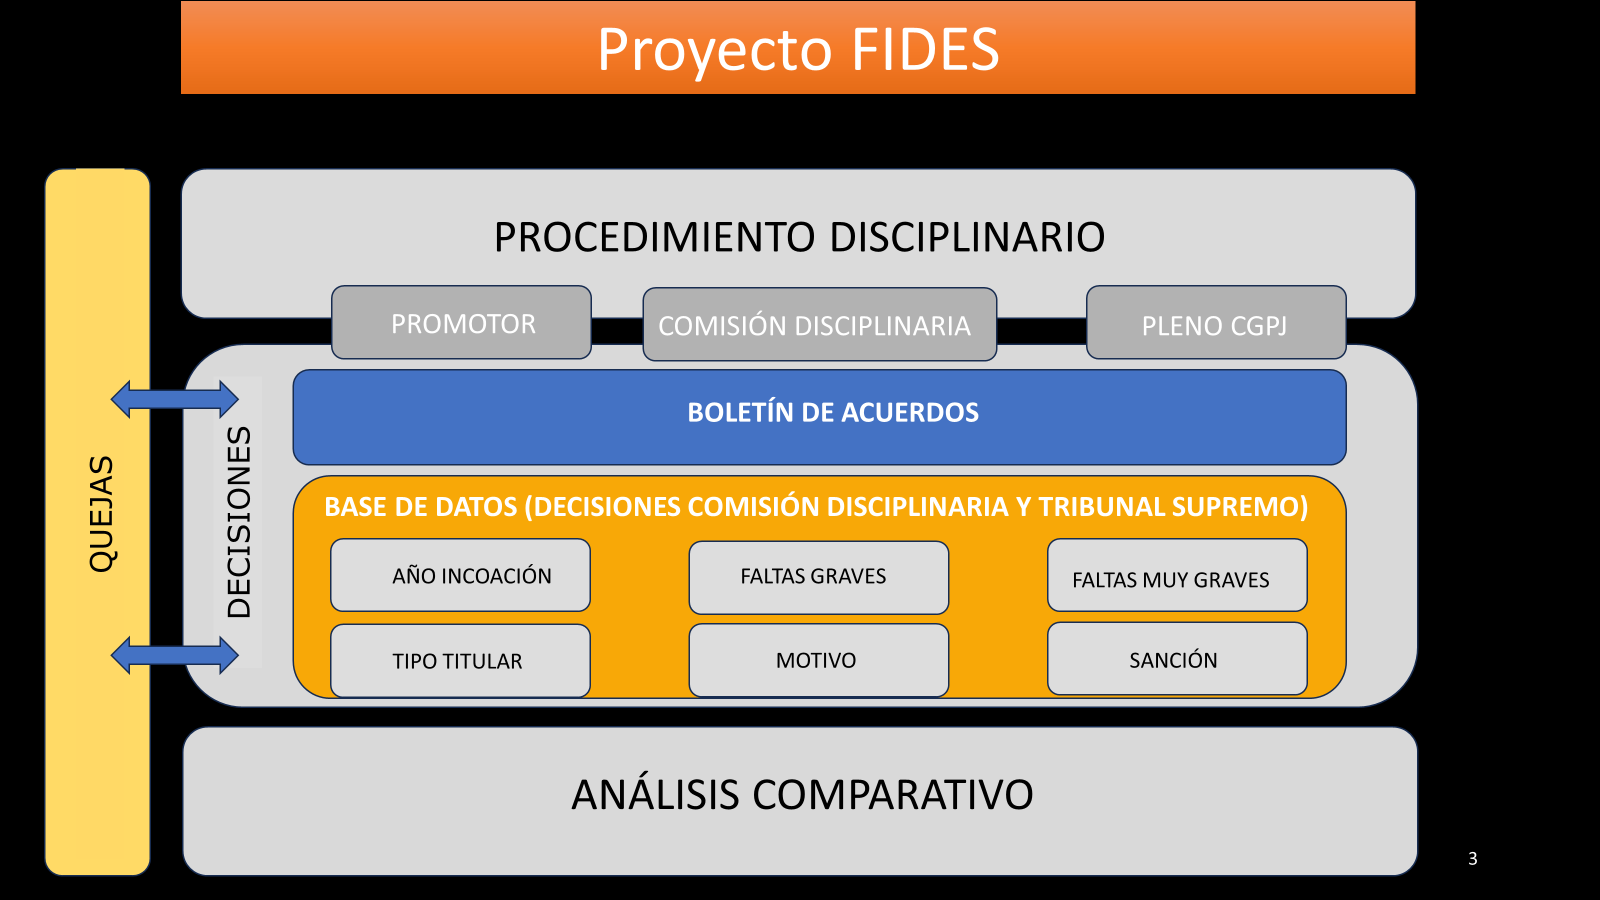 Proyecto FIDES
PROCEDIMIENTO DISCIPLINARIO
PROMOTOR
COMISIÓN DISCIPLINARIA
PLENO CGPJ
QUEJAS
DECISIONES
BOLETÍN DE ACUERDOS
BASE DE DATOS (DECISIONES COMISIÓN DISCIPLINARIA Y TRIBUNAL SUPREMO)
AÑO INCOACIÓN
FALTAS GRAVES
FALTAS MUY GRAVES
TIPO TITULAR
MOTIVO
SANCIÓN
ANÁLISIS COMPARATIVO
3